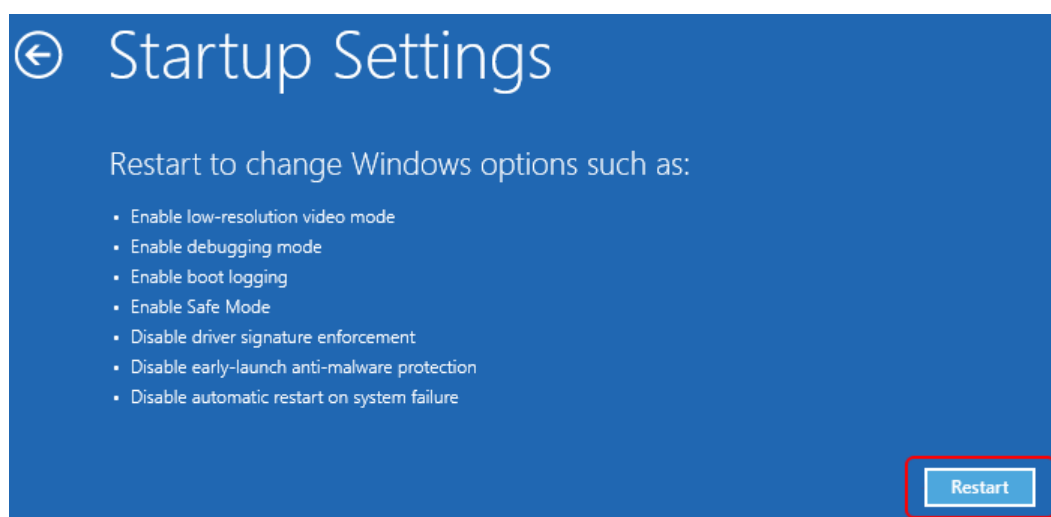 Startup Settings
Restart to change Windows options such as:
• Enable low-resolution video mode
• Enable debugging mode
• Enable boot logging
• Enable Safe Mode
• Disable driver signature enforcement
• Disable early-launch anti-malware protection
• Disable automatic restart on system failure
Restart